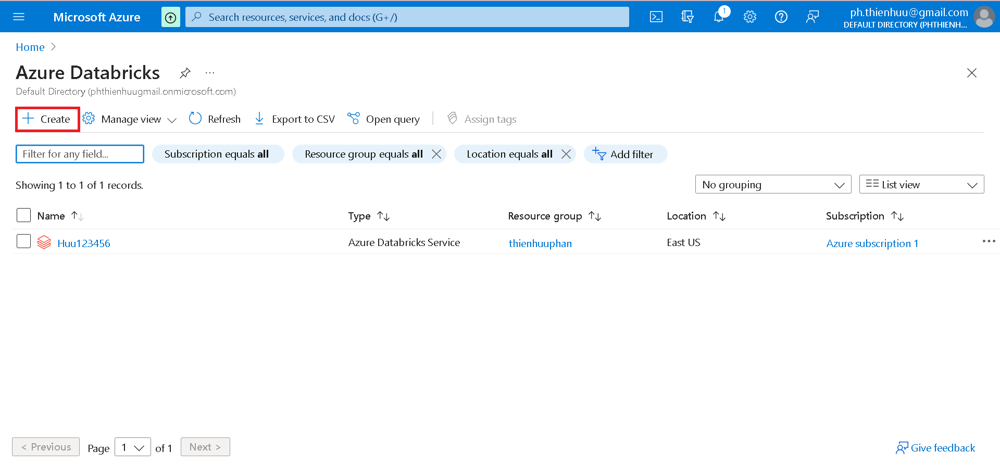 Microsoft Azure
Search resources, services, and docs (G+/)
1
ph.thienhuu@gmail.com
DEFAULT DIRECTORY (PHTHIENH...
Home >
Azure Databricks ...
Default Directory (phthienhuugmail.onmicrosoft.com)
+ Create Manage view Refresh Export to CSV Open query Assign tags
Filter for any field... Subscription equals all Resource group equals all Location equals all Add filter
Showing 1 to 1 of 1 records. No grouping List view
Name Type Resource group Location Subscription
Huu123456 Azure Databricks Service thienhuuphan East US Azure subscription 1 ...
< Previous Page 1 of 1 Next > Give feedback